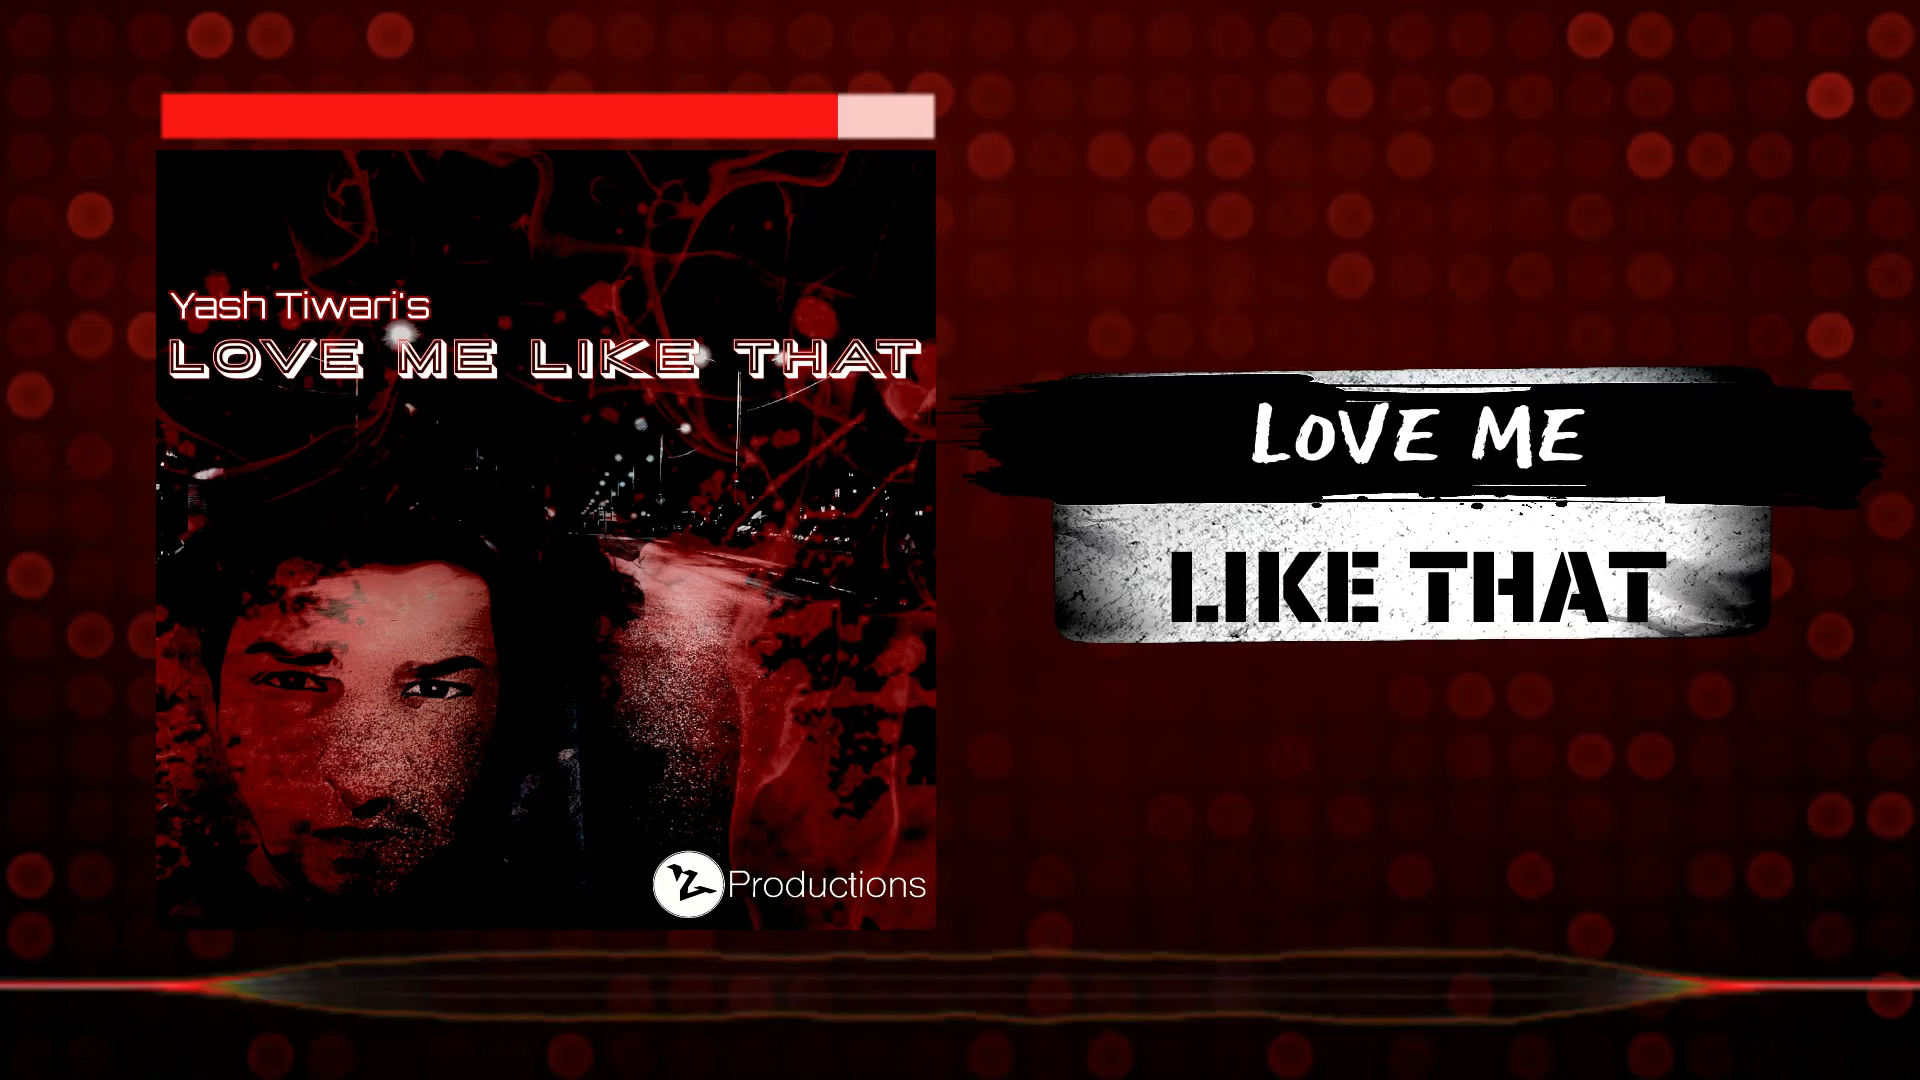 Yash Tiwari's
LOVE ME LIKE THAT
Productions
LOVE ME
LIKE THAT